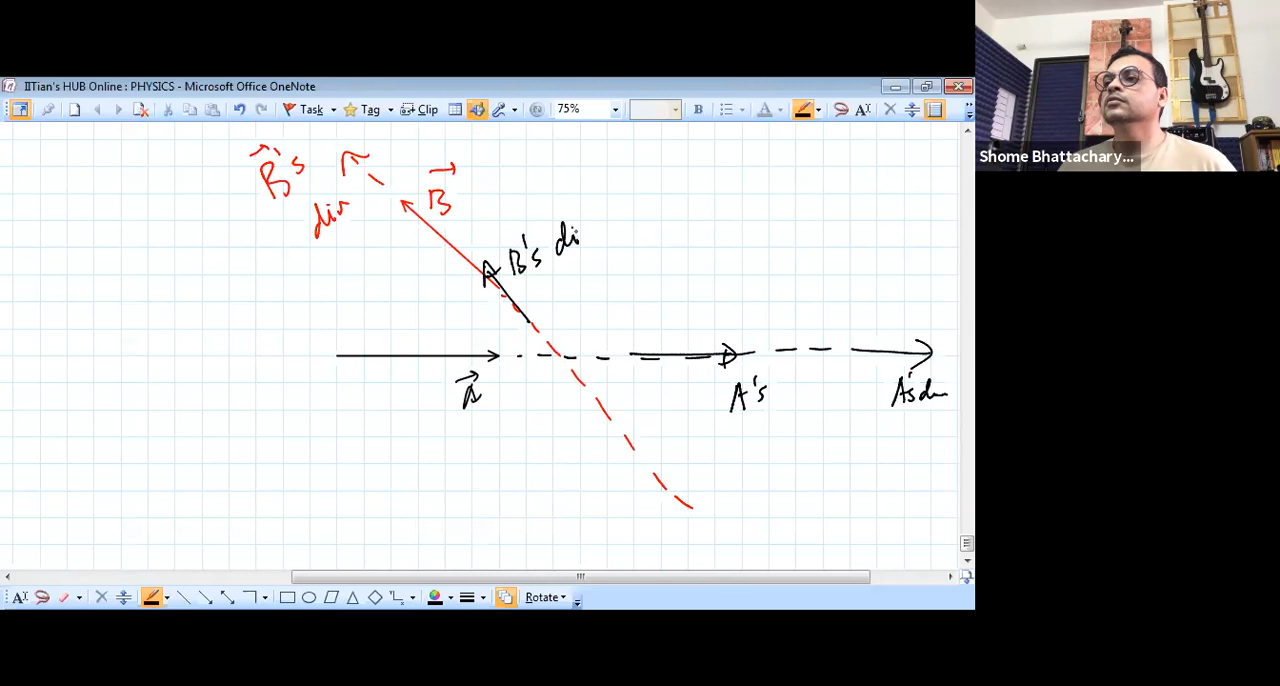 IITian's HUB Online : PHYSICS - Microsoft Office OneNote
Task Tag Clip 75% B A
Shome Bhattachary...
B's
dir
B
B's di
A
A's
A's dir
Rotate